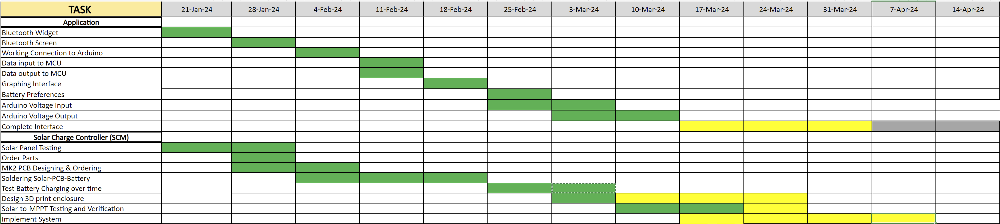 TASK 21-Jan-24 28-Jan-24 4-Feb-24 11-Feb-24 18-Feb-24 25-Feb-24 3-Mar-24 10-Mar-24 17-Mar-24 24-Mar-24 31-Mar-24 7-Apr-24 14-Apr-24
Application
Bluetooth Widget
Bluetooth Screen
Working Connection to Arduino
Data input to MCU
Data output to MCU
Graphing Interface
Battery Preferences
Arduino Voltage Input
Arduino Voltage Output
Complete Interface
Solar Charge Controller (SCM)
Solar Panel Testing
Order Parts
MK2 PCB Designing & Ordering
Soldering Solar-PCB-Battery
Test Battery Charging over time
Design 3D print enclosure
Solar-to-MPPT Testing and Verification
Implement System